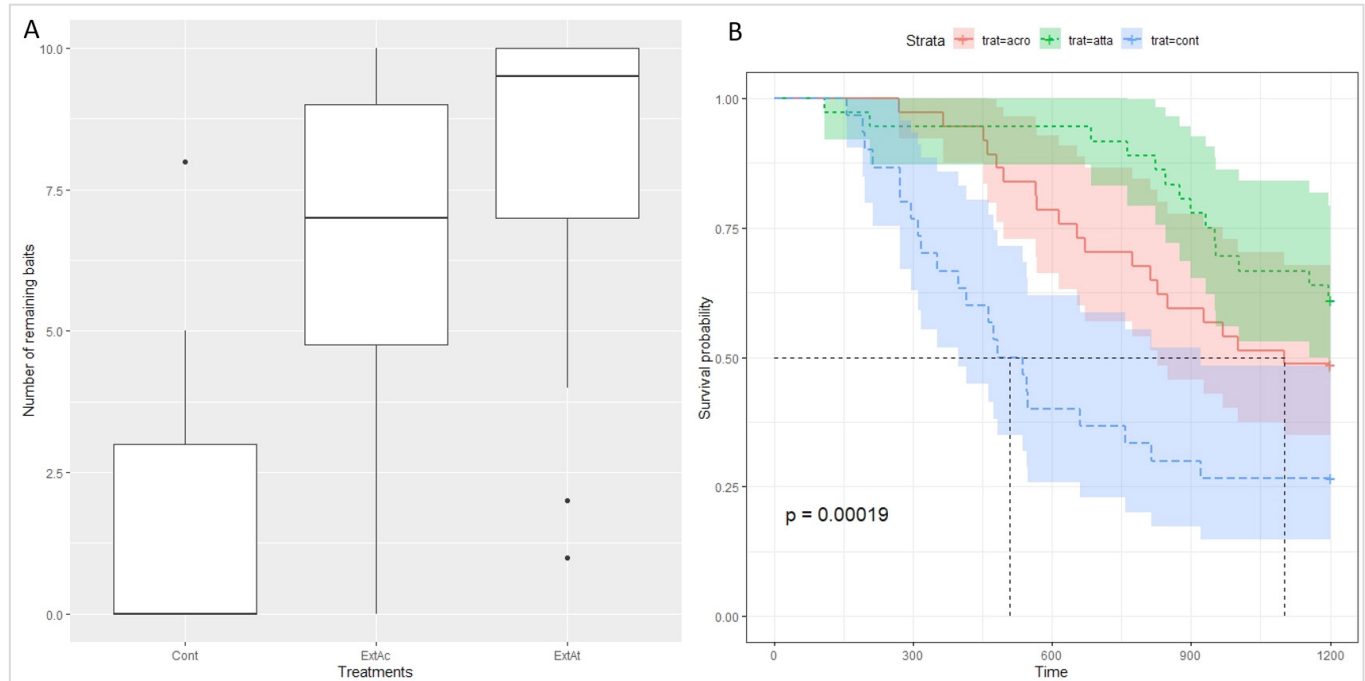 A
Number of remaining baits
10.0
7.5
5.0
2.5
0.0
Cont
ExtAc
ExtAt
Treatments
B
Strata trat=acro trat=atta trat=cont
Survival probability
1.00
0.75
0.50
0.25
0.00
p = 0.00019
0
300
600
900
1200
Time